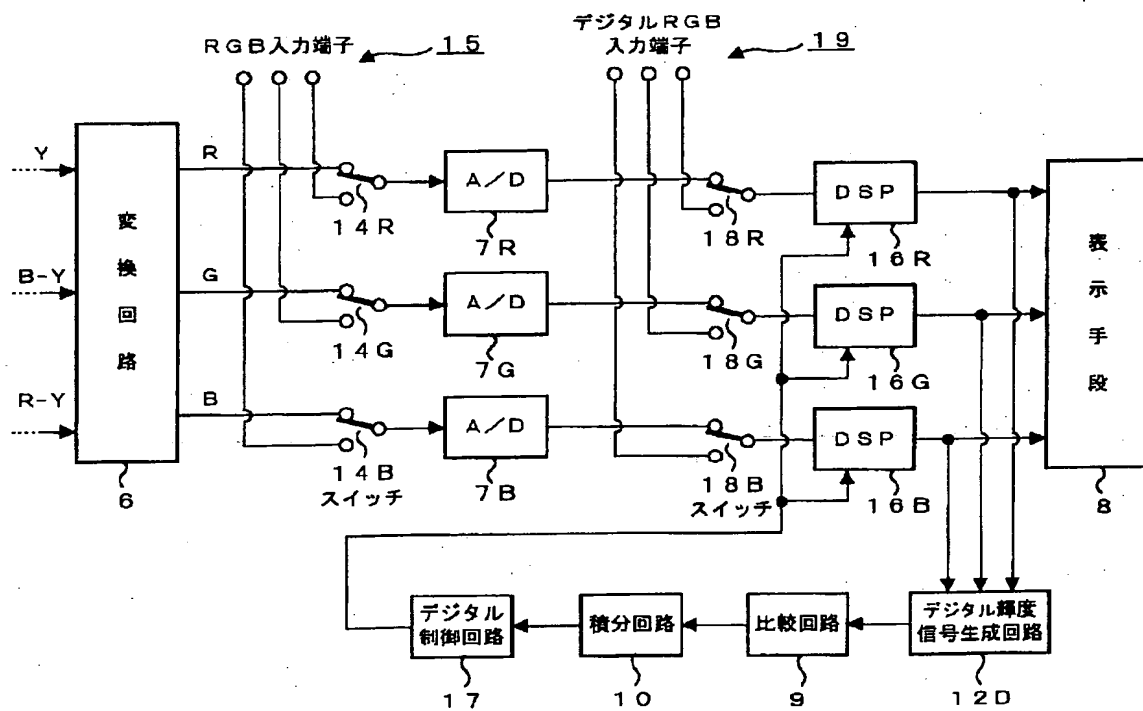 RGB入力端子
15
デジタルRGB
入力端子
19
Y
B-Y
R-Y
変換回路
6
R
G
B
14R
14G
14B
スイッチ
A/D
7R
A/D
7G
A/D
7B
18R
18G
18B
スイッチ
DSP
16R
DSP
16G
DSP
16B
表示手段
8
デジタル
制御回路
17
積分回路
10
比較回路
9
デジタル輝度
信号生成回路
12D